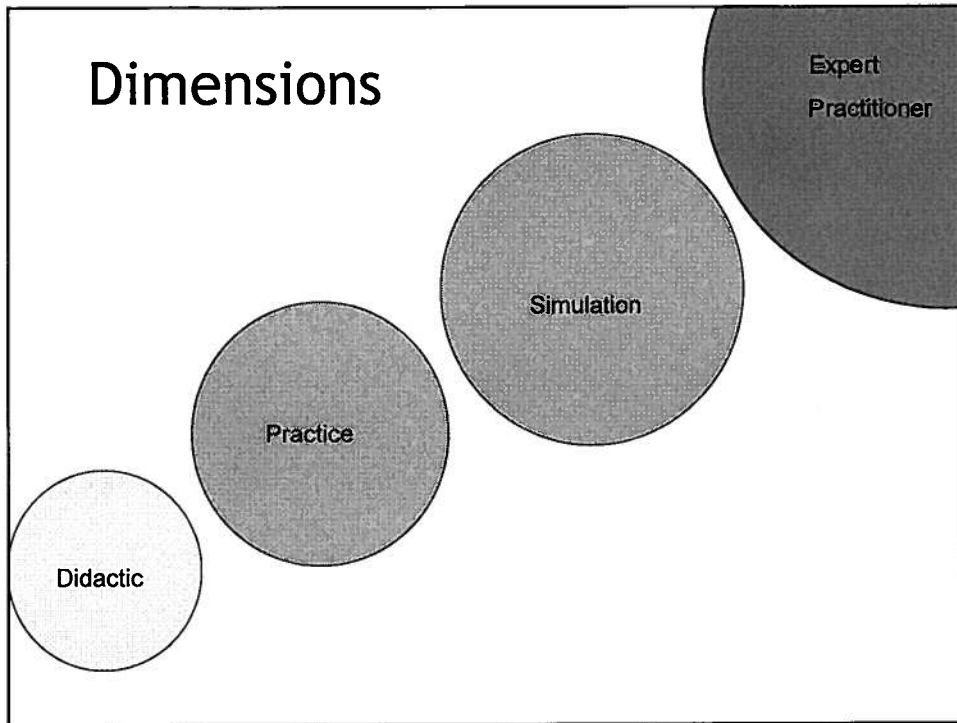 Dimensions
Expert
Practitioner
Simulation
Practice
Didactic